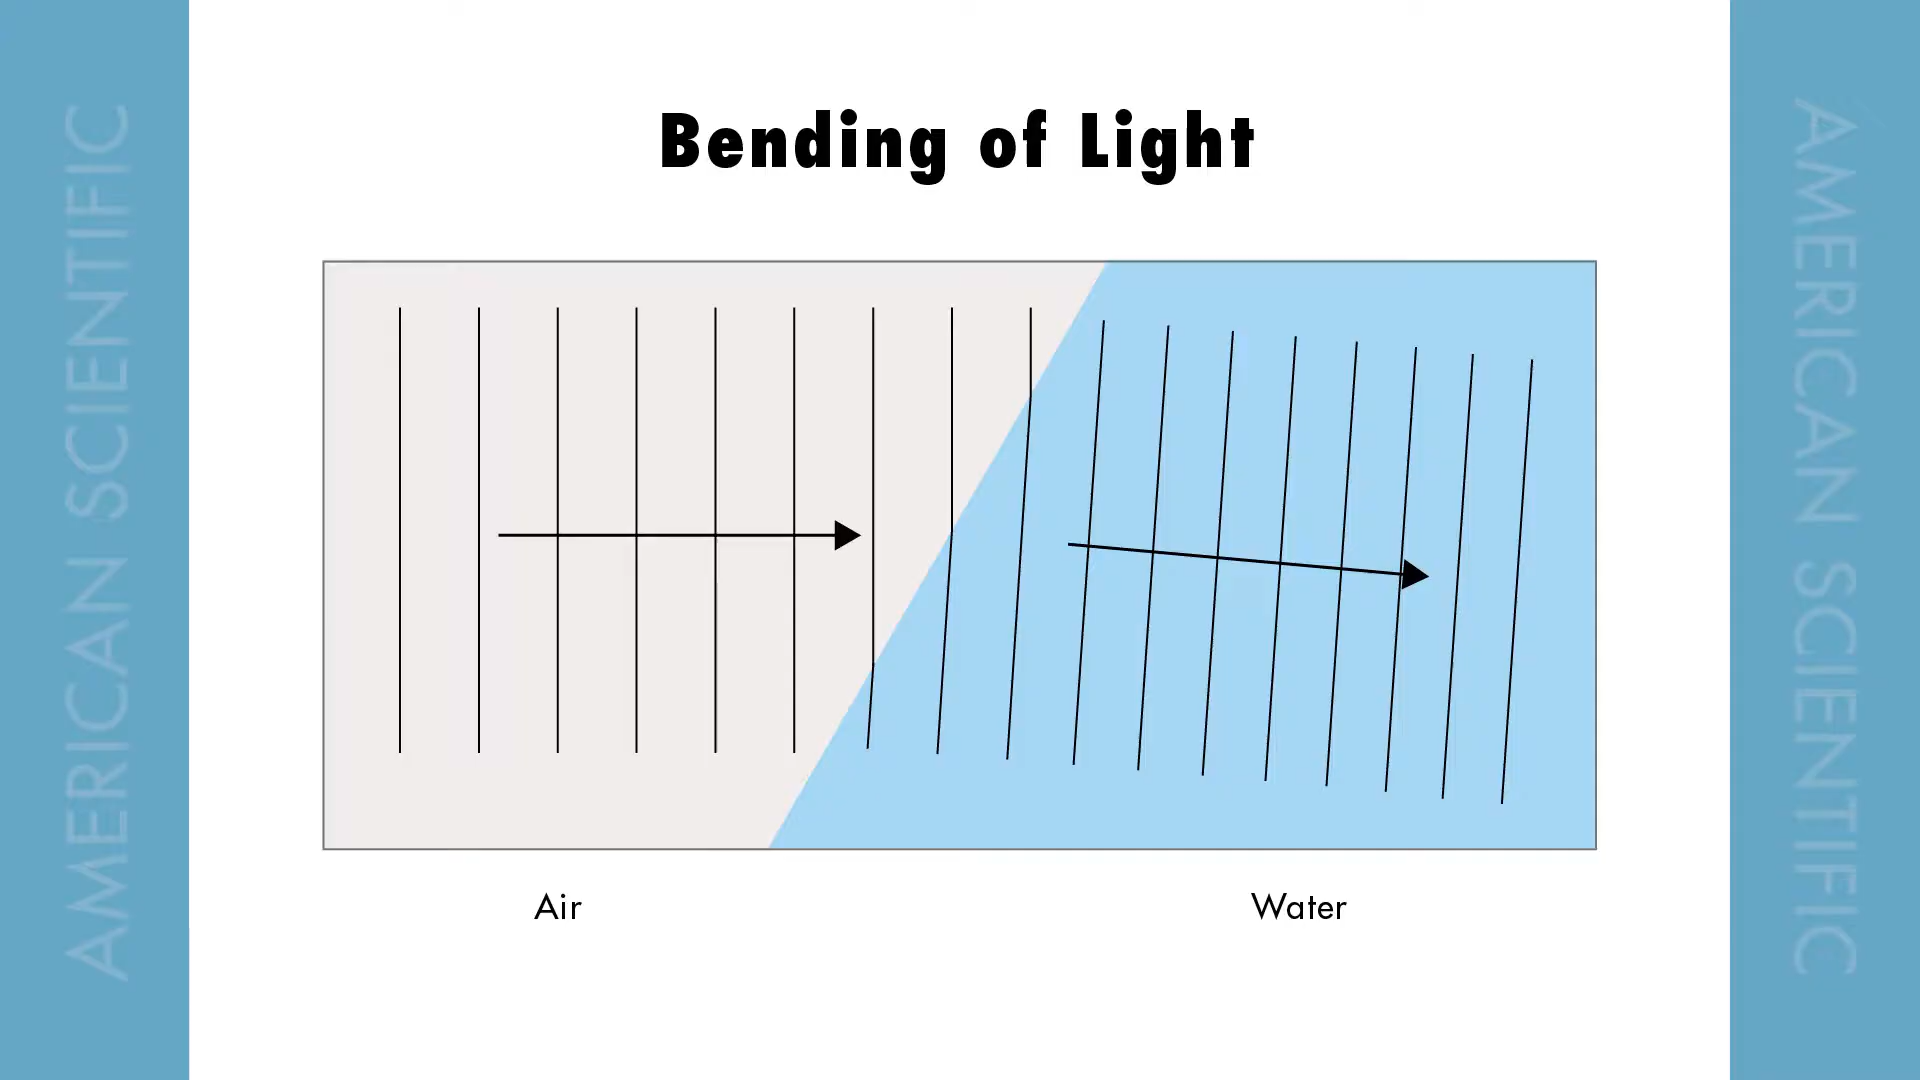 Bending of Light
AMERICAN SCIENTIFIC
AMERICAN SCIENTIFIC
Air
Water